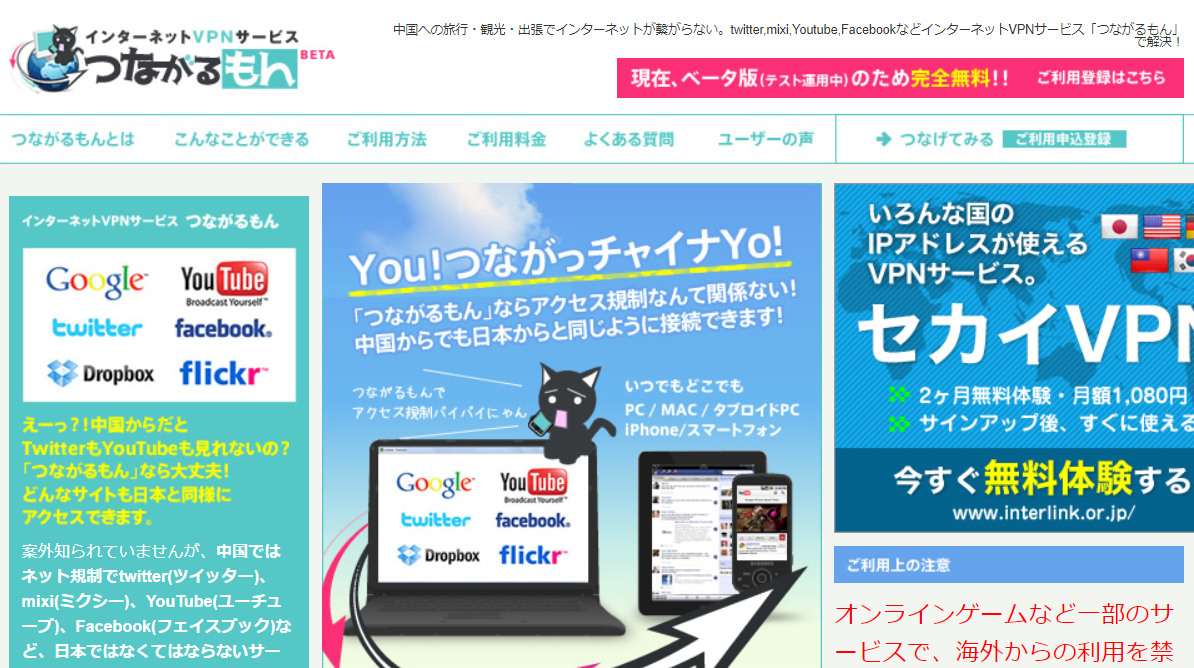 インターネットVPNサービス
つながるもん
BETA
中国への旅行・観光・出張でインターネットが繋がらない。twitter,mixi,Youtube,FacebookなどインターネットVPNサービス「つながるもん」
で解決！
現在、ベータ版(テスト運用中)のため完全無料!! ご利用登録はこちら
つながるもんとは こんなことができる ご利用方法 ご利用料金 よくある質問 ユーザーの声 つなげてみる ご利用申込登録
インターネットVPNサービス つながるもん
Google YouTube
Broadcast Yourself™
twitter facebook®
Dropbox flickr™
えーっ？！中国からだと
TwitterもYouTubeも見れないの？
「つながるもん」なら大丈夫！
どんなサイトも日本と同様に
アクセスできます。
案外知られていませんが、中国では
ネット規制でtwitter(ツイッター)、
mixi(ミクシー)、YouTube(ユーチュ
ーブ)、Facebook(フェイスブック)な
ど、日本ではなくてはならないサー
You!つながっチャイナYo!
「つながるもん」ならアクセス規制なんて関係ない！
中国からでも日本からと同じように接続できます！
つながるもんで
アクセス規制バイバイにゃん
いつでもどこでも
PC / MAC / タブロイドPC
iPhone/スマートフォン
Google YouTube
Broadcast Yourself™
twitter facebook®
Dropbox flickr™
いろんな国の
IPアドレスが使える
VPNサービス。
セカイVPN
2ヶ月無料体験・月額1,080円
サインアップ後、すぐに使える
今すぐ無料体験する
www.interlink.or.jp/
ご利用上の注意
オンラインゲームなど一部のサ
ービスで、海外からの利用を禁